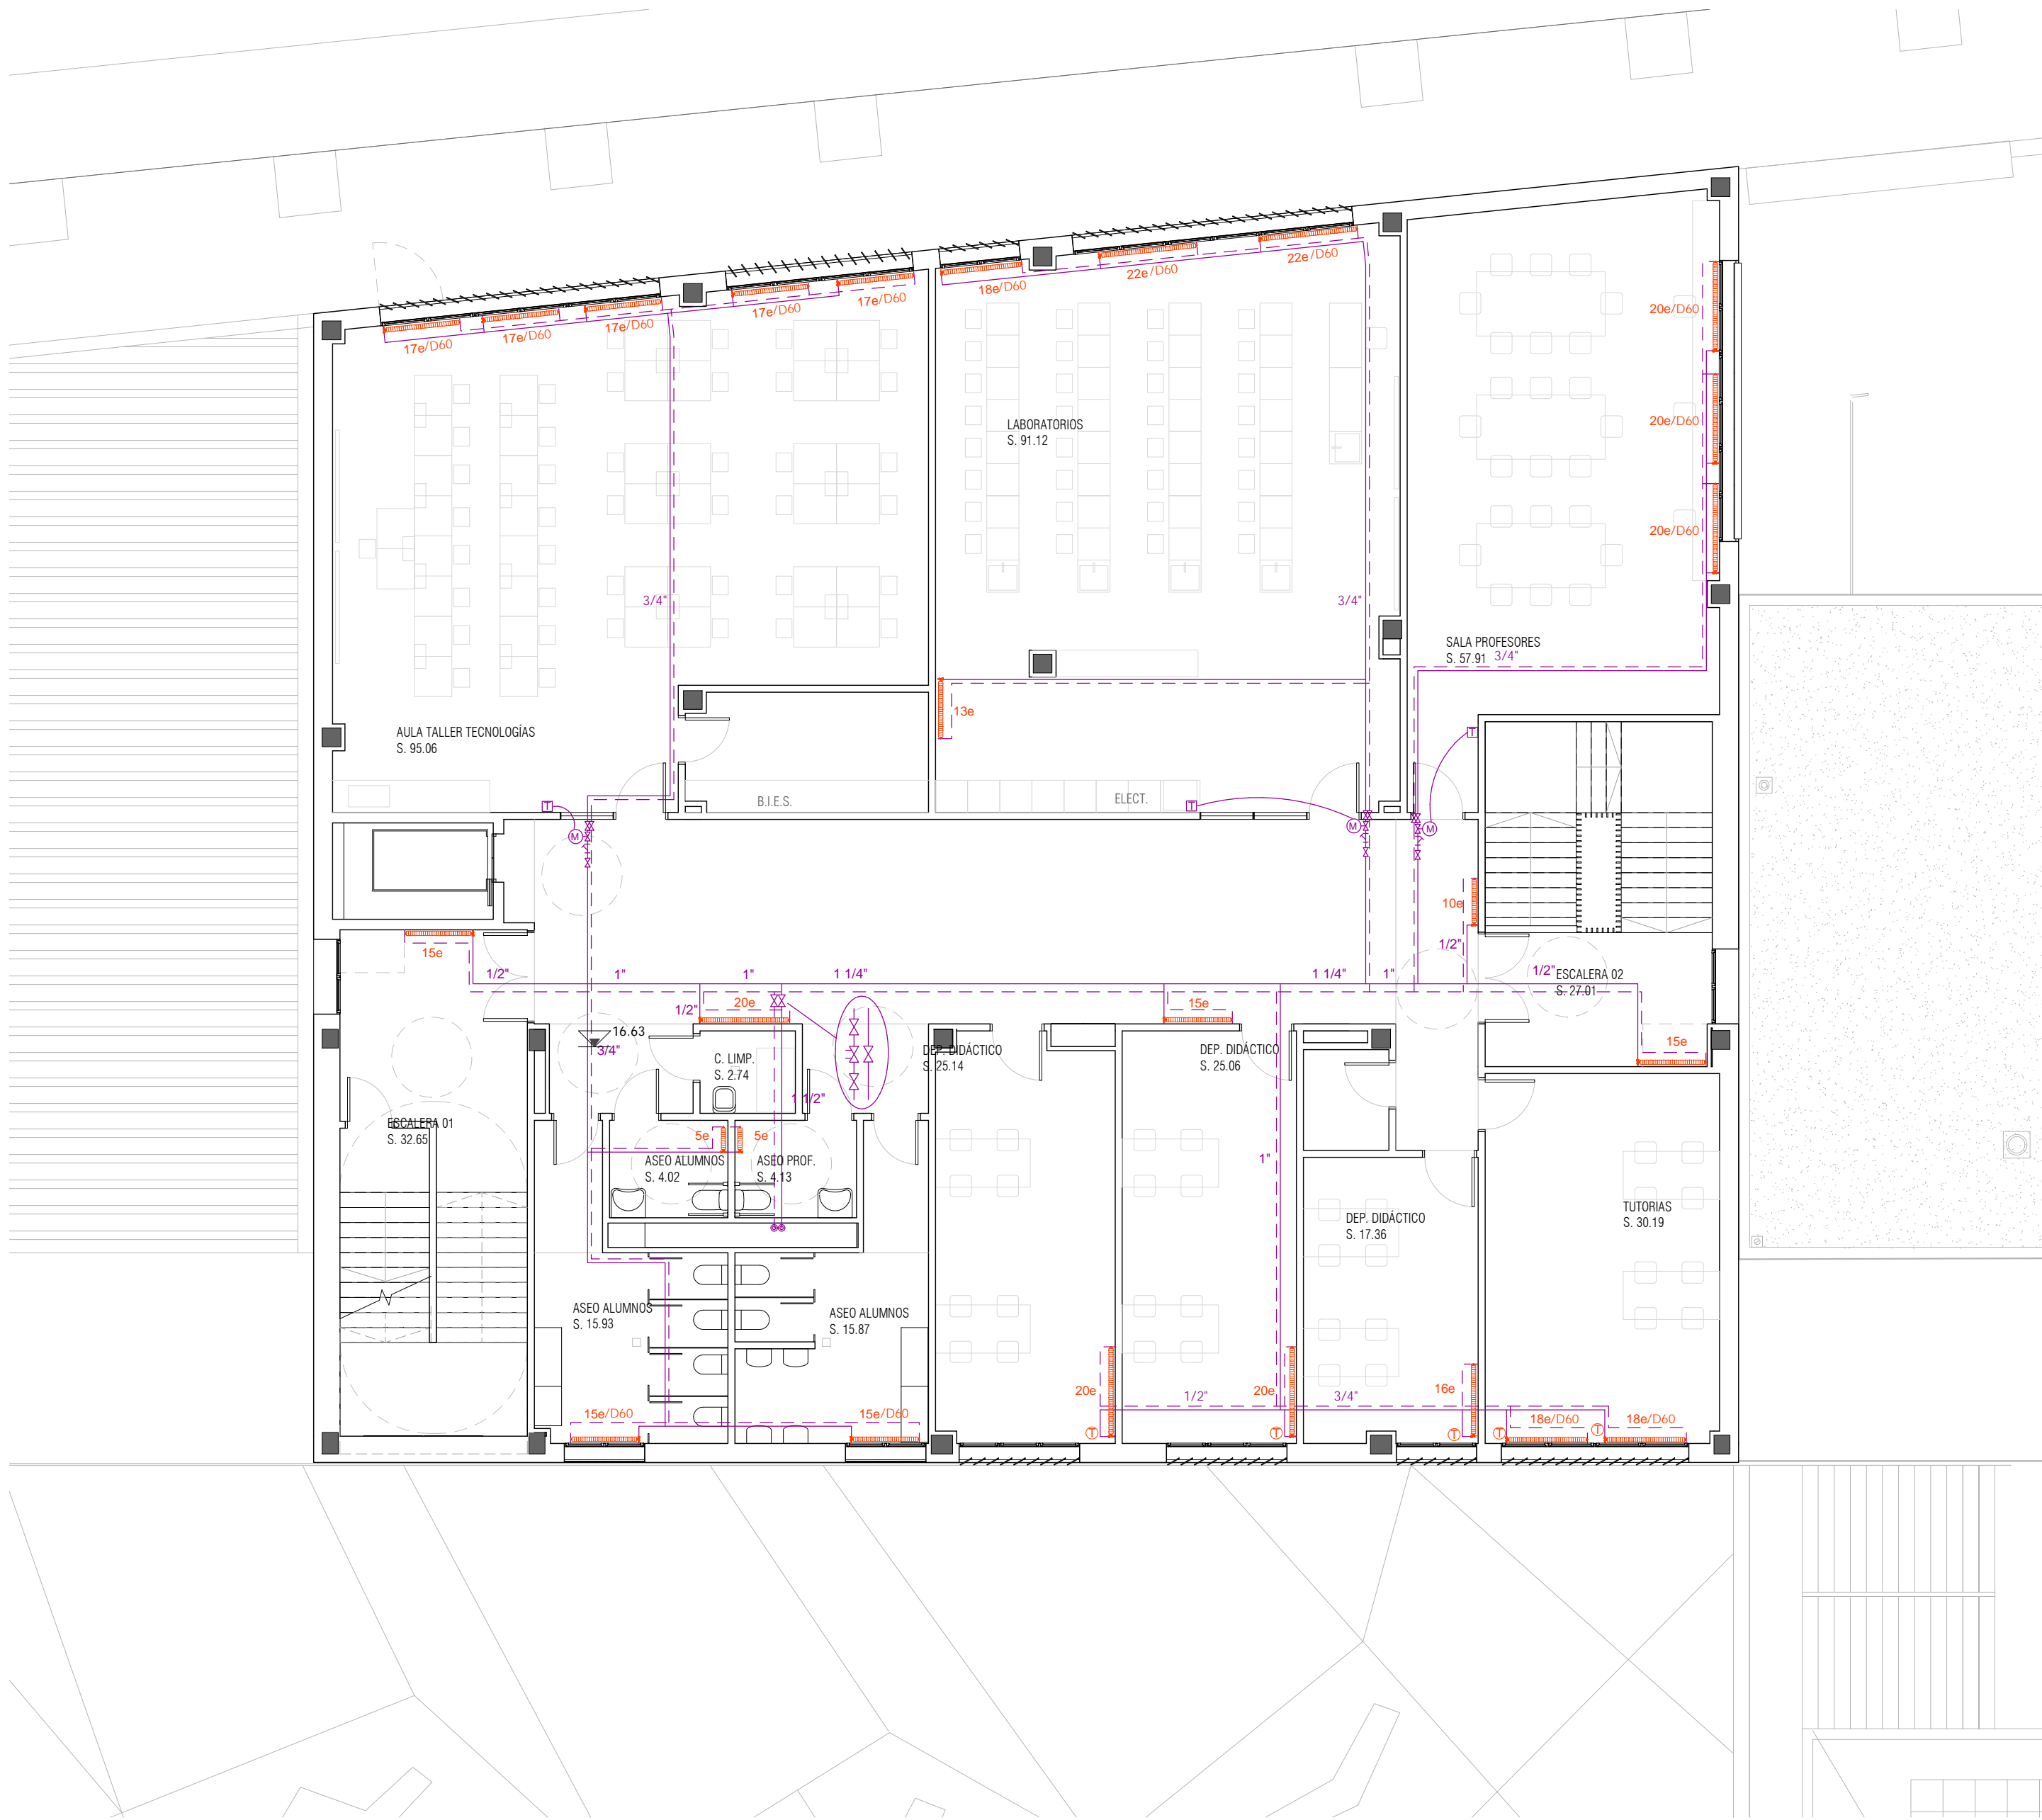 22e/D60
22e/D60
18e/D60
17e/D60
17e/D60
17e/D60
17e/D60
17e/D60
20e/D60
20e/D60
20e/D60
LABORATORIOS
S. 91.12
3/4"
3/4"
SALA PROFESORES
S. 57.91
3/4"
13e
AULA TALLER TECNOLOGÍAS
S. 95.06
T
B.I.E.S.
ELECT.
T
T
M
M
M
10e
15e
1/2"
1/2"
1"
1"
1 1/4"
1 1/4"
1"
1/2"
ESCALERA 02
S. 27.01
1/2"
20e
15e
16.63
3/4"
C. LIMP.
S. 2.74
DEP. DIDÁCTICO
S. 25.14
DEP. DIDÁCTICO
S. 25.06
15e
1 1/2"
ESCALERA 01
S. 32.65
5e
5e
ASEO ALUMNOS
S. 4.02
ASEO PROF.
S. 4.13
1"
DEP. DIDÁCTICO
S. 17.36
TUTORIAS
S. 30.19
ASEO ALUMNOS
S. 15.93
ASEO ALUMNOS
S. 15.87
20e
1/2"
20e
3/4"
16e
15e/D60
15e/D60
18e/D60
18e/D60
T
T
T
T
T